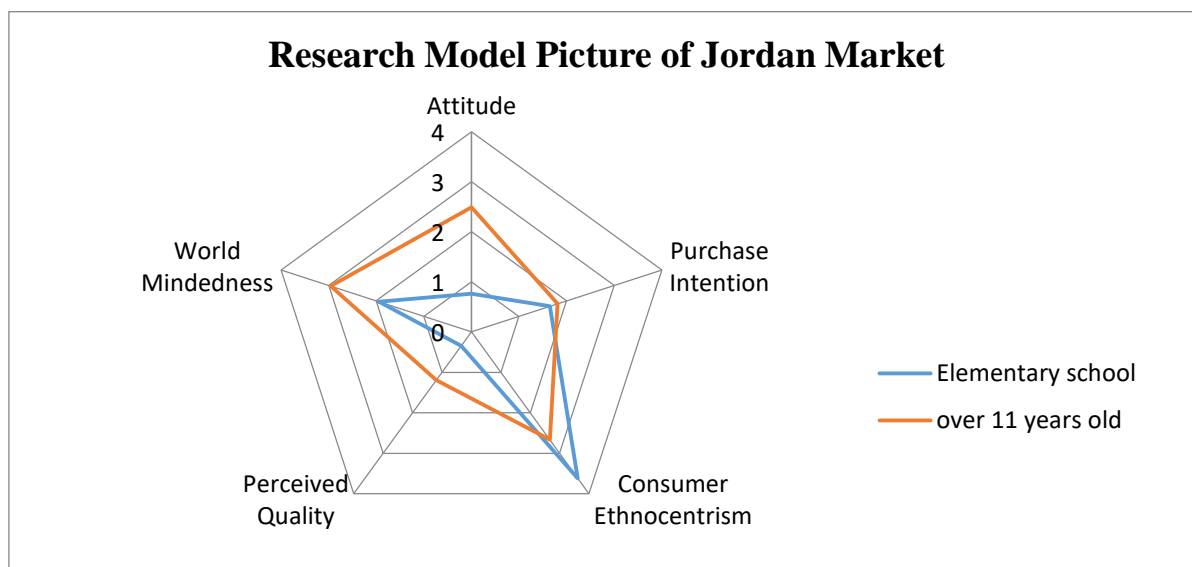 Research Model Picture of Jordan Market
Attitude
4
3
2
1
0
Purchase
Intention
Consumer
Ethnocentrism
Perceived
Quality
World
Mindedness
Elementary school
over 11 years old